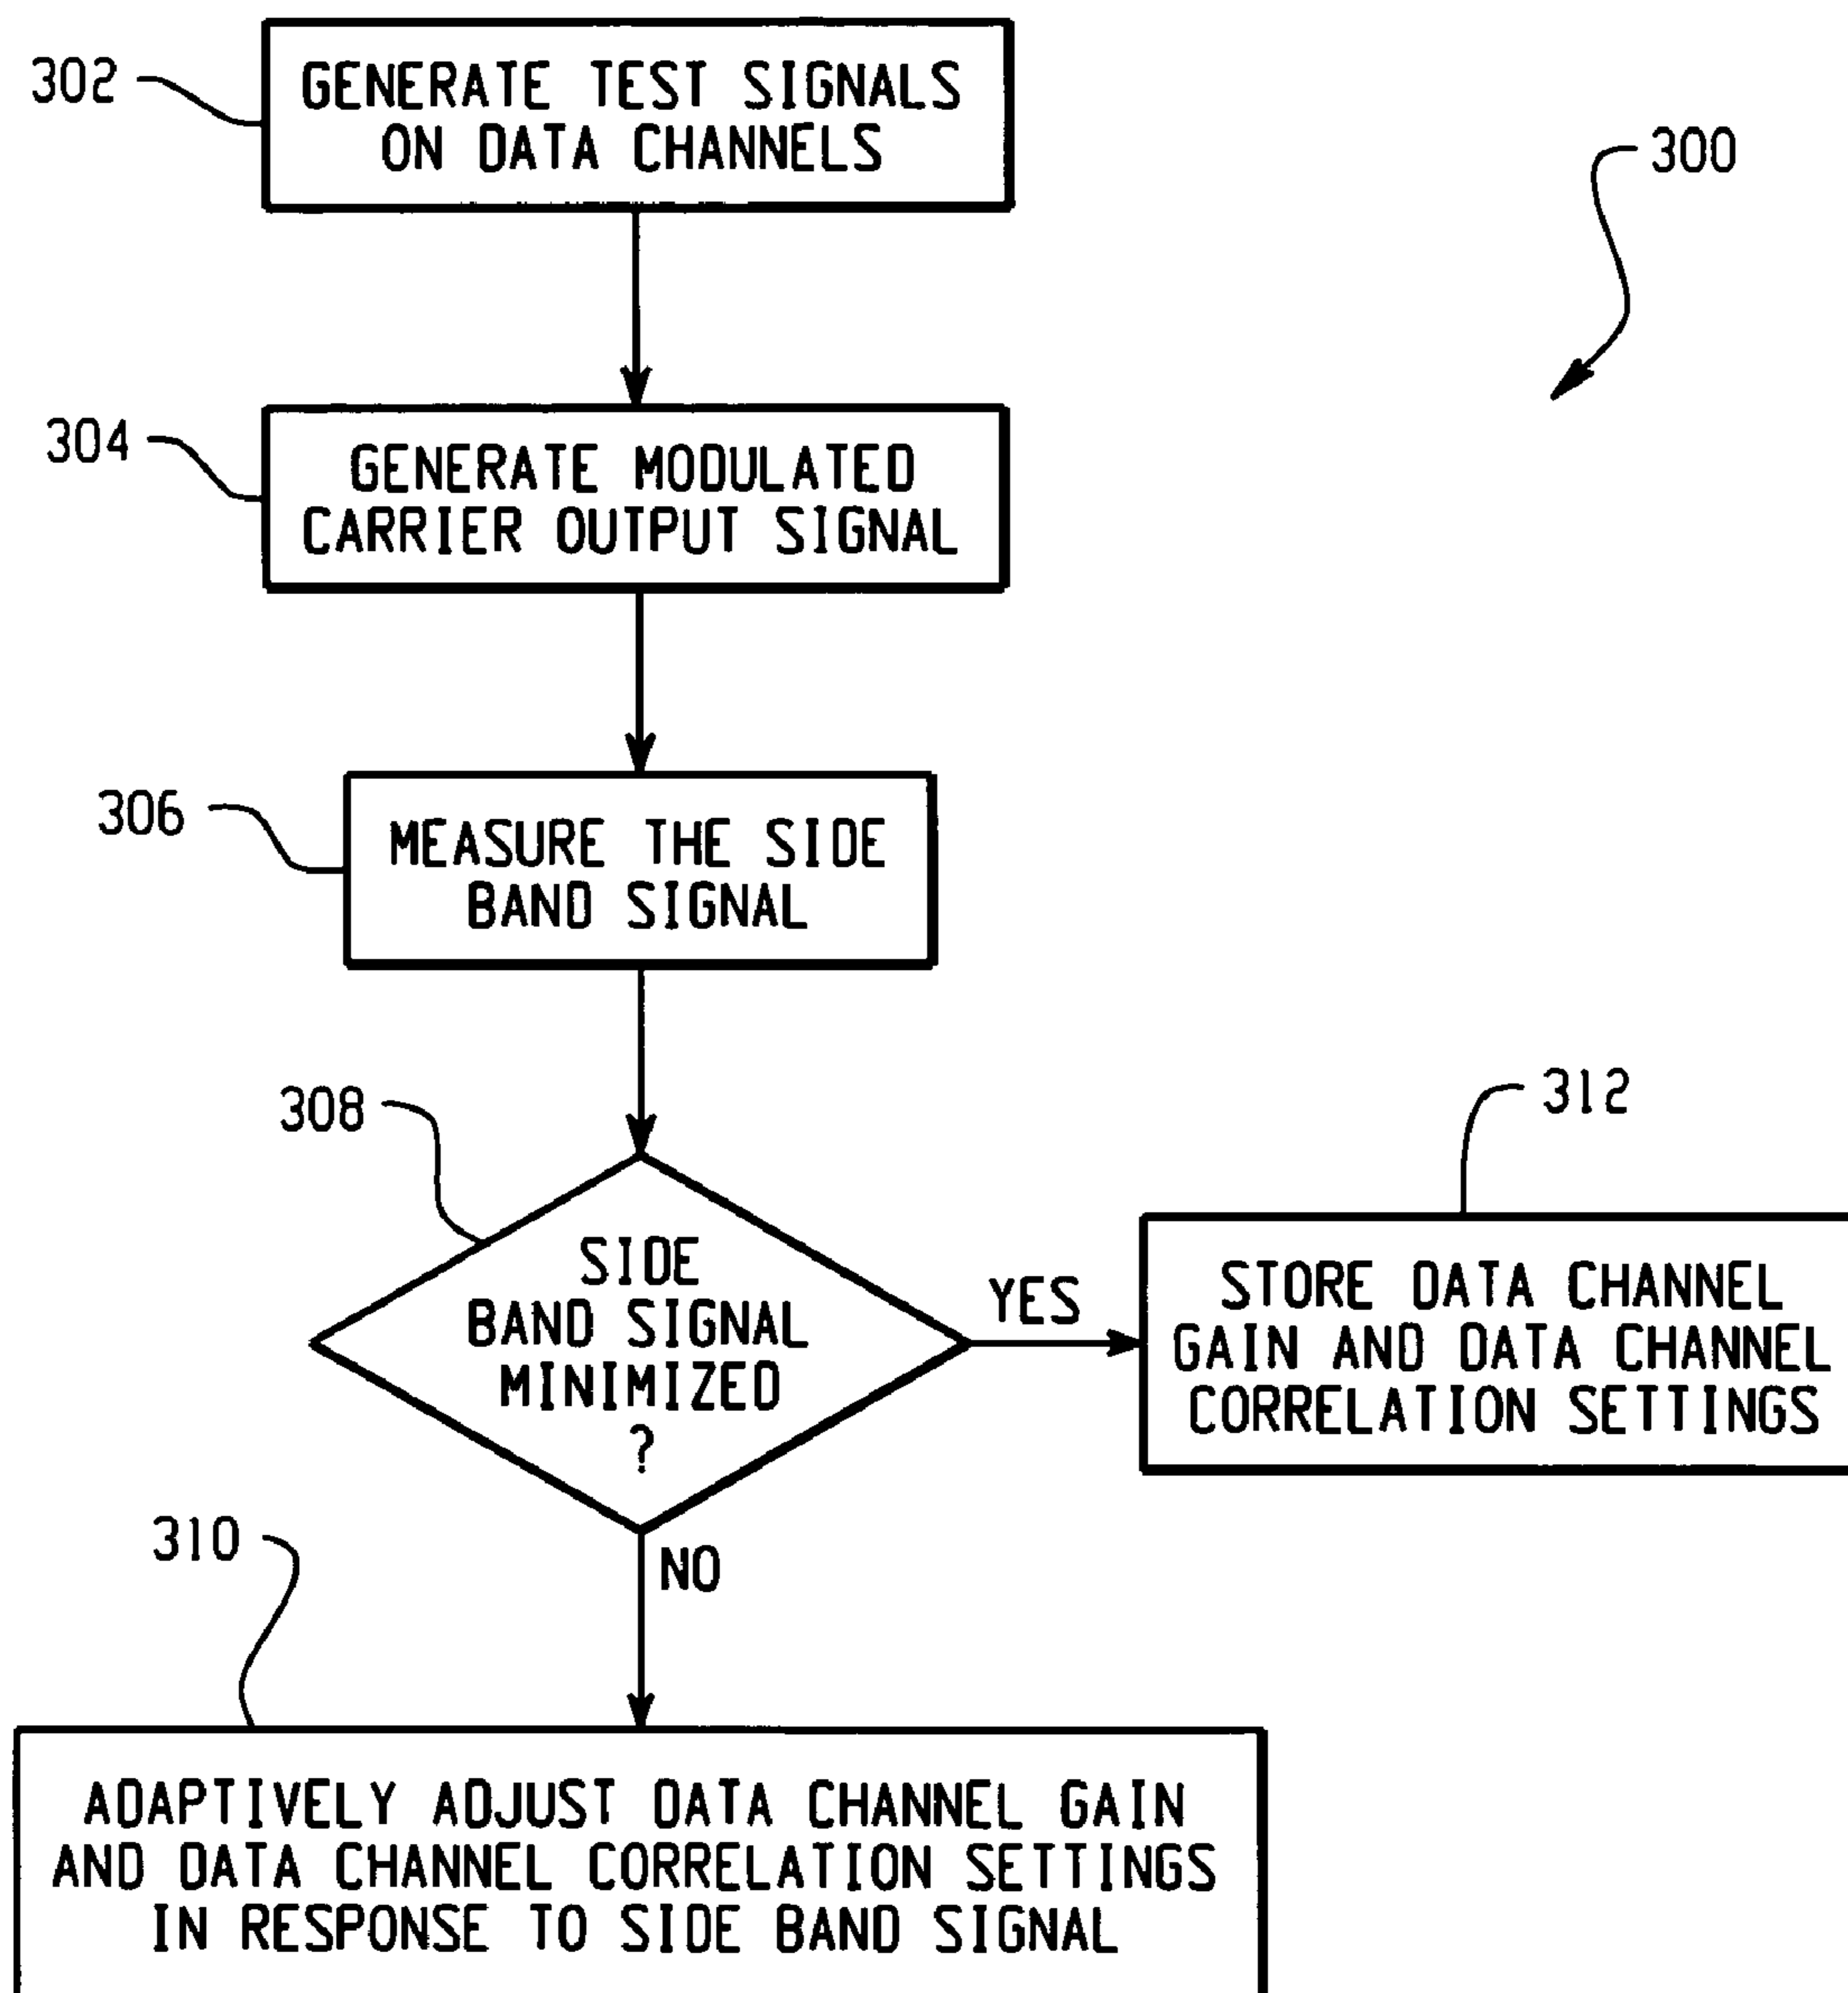 302
GENERATE TEST SIGNALS
ON DATA CHANNELS
300
304
GENERATE MODULATED
CARRIER OUTPUT SIGNAL
306
MEASURE THE SIDE
BAND SIGNAL
308
SIDE
BAND SIGNAL
MINIMIZED
?
YES
312
STORE DATA CHANNEL
GAIN AND DATA CHANNEL
CORRELATION SETTINGS
NO
310
ADAPTIVELY ADJUST DATA CHANNEL GAIN
AND DATA CHANNEL CORRELATION SETTINGS
IN RESPONSE TO SIDE BAND SIGNAL